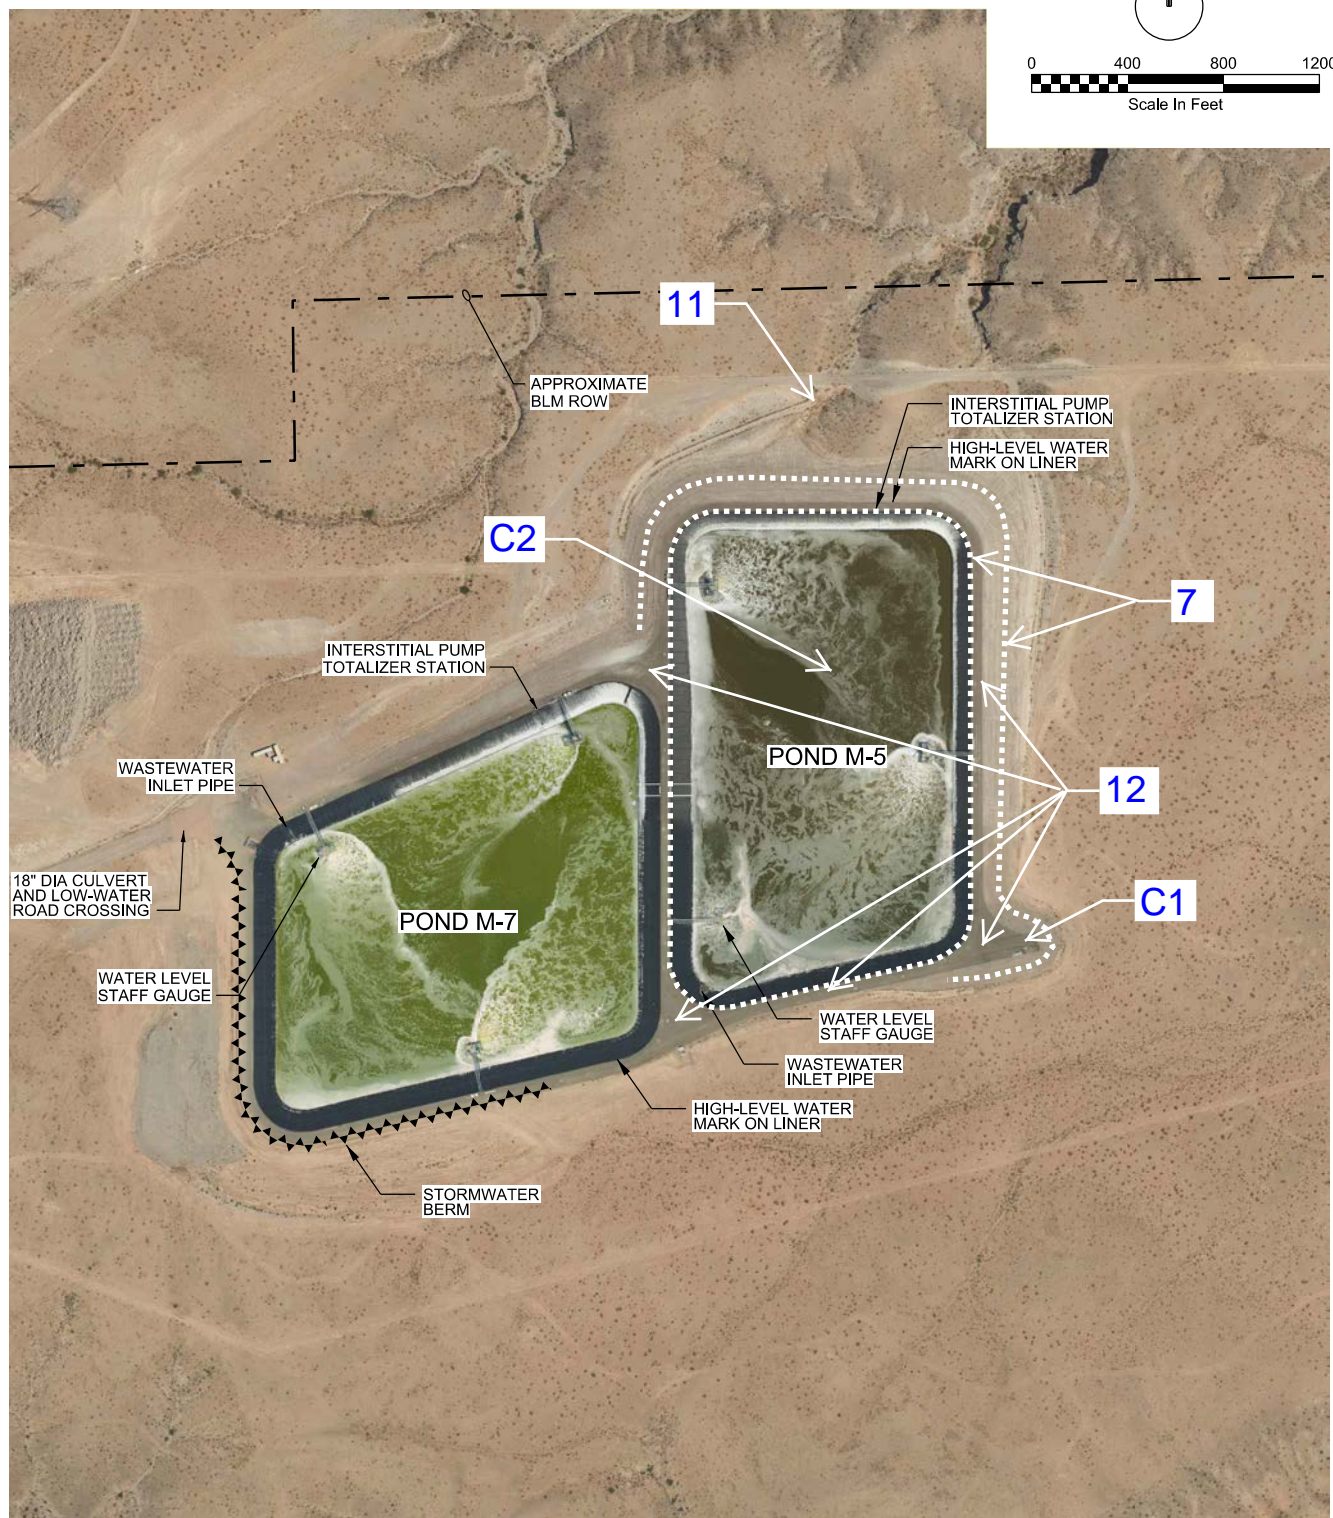 0 400 800 1200
Scale In Feet
11
APPROXIMATE
BLM ROW
INTERSTITIAL PUMP
TOTALIZER STATION
HIGH-LEVEL WATER
MARK ON LINER
C2
7
INTERSTITIAL PUMP
TOTALIZER STATION
POND M-5
WASTEWATER
INLET PIPE
12
18" DIA CULVERT
AND LOW-WATER
ROAD CROSSING
C1
POND M-7
WATER LEVEL
STAFF GAUGE
WATER LEVEL
STAFF GAUGE
WASTEWATER
INLET PIPE
HIGH-LEVEL WATER
MARK ON LINER
STORMWATER
BERM